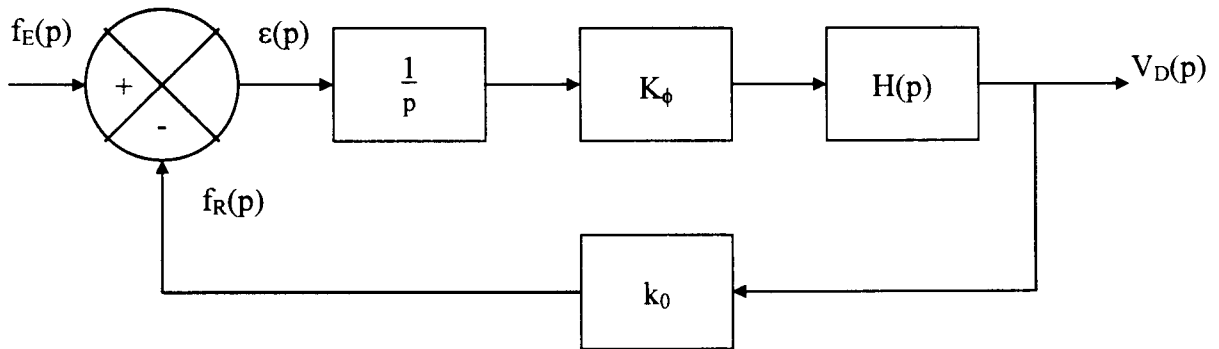 f_E(p)
ε(p)
+
-
1
p
K_ϕ
H(p)
V_D(p)
f_R(p)
k_0